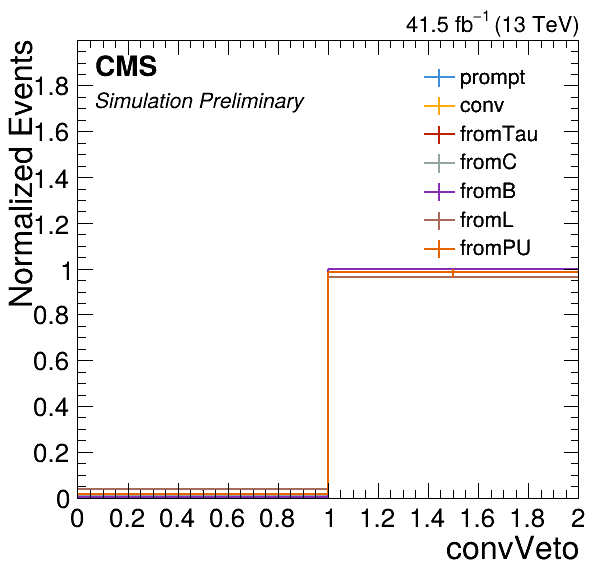 41.5 fb⁻¹ (13 TeV)
CMS
Simulation Preliminary
Normalized Events
prompt
conv
fromTau
fromC
fromB
fromL
fromPU
1.8
1.6
1.4
1.2
1
0.8
0.6
0.4
0.2
0
0 0.2 0.4 0.6 0.8 1 1.2 1.4 1.6 1.8 2
convVeto